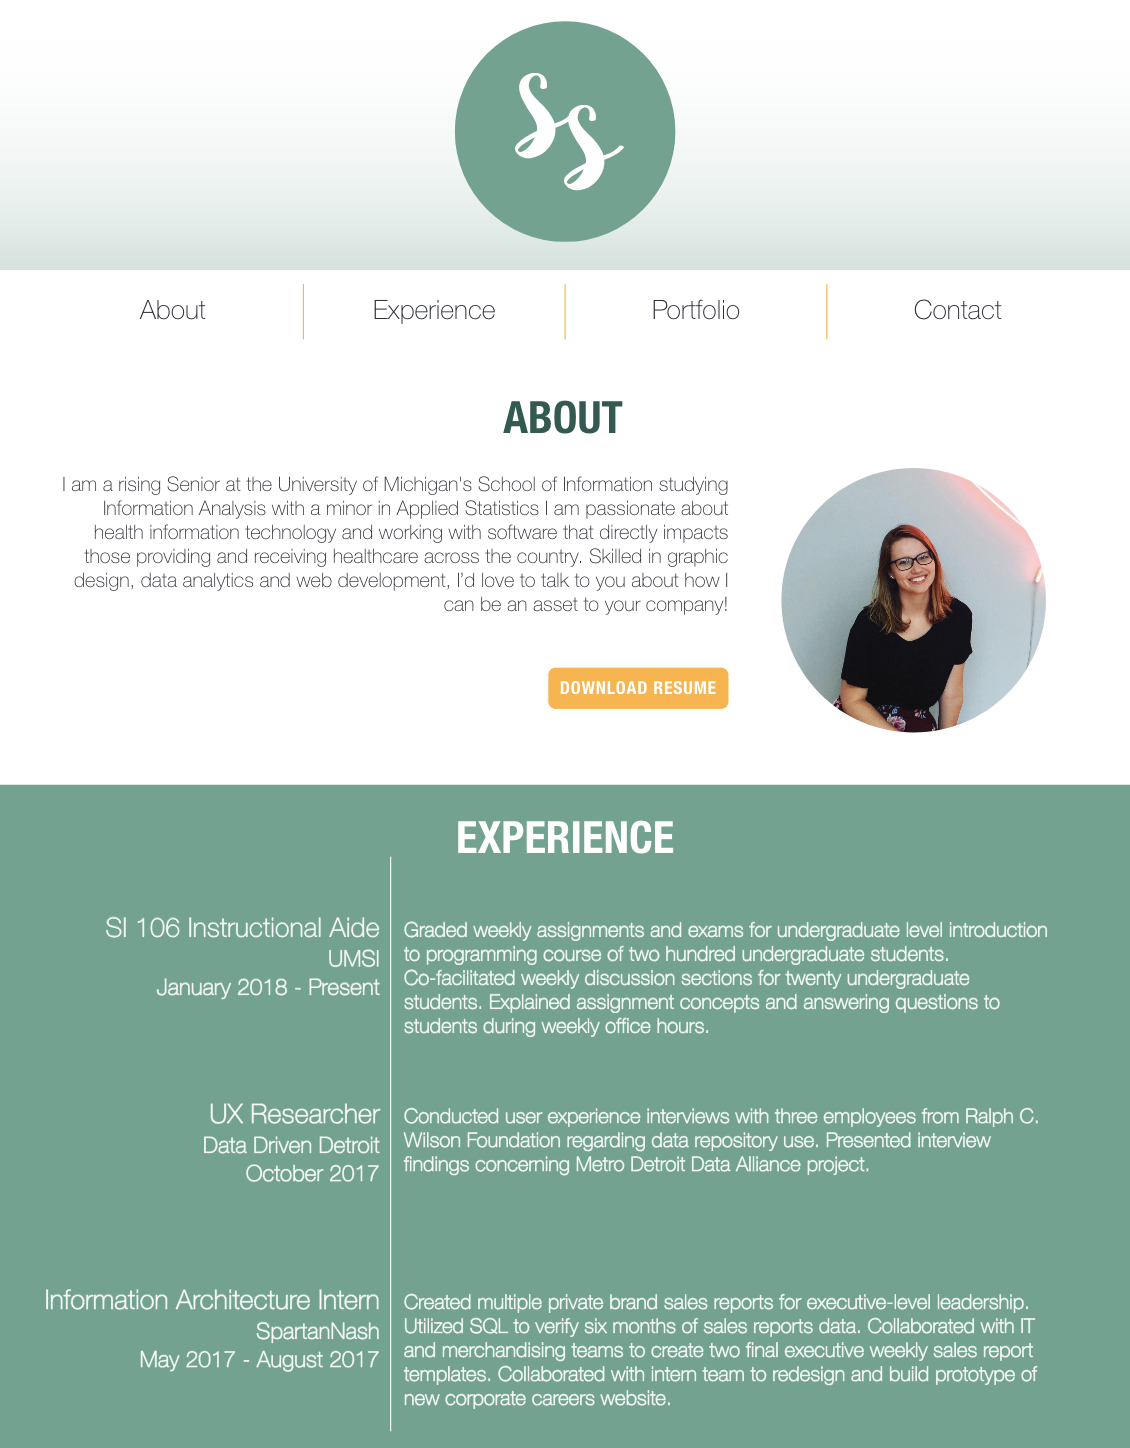 SS
About
Experience
Portfolio
Contact
ABOUT
I am a rising Senior at the University of Michigan's School of Information studying
Information Analysis with a minor in Applied Statistics I am passionate about
health information technology and working with software that directly impacts
those providing and receiving healthcare across the country. Skilled in graphic
design, data analytics and web development, I’d love to talk to you about how I
can be an asset to your company!
DOWNLOAD RESUME
EXPERIENCE
SI 106 Instructional Aide
UMSI
January 2018 - Present
Graded weekly assignments and exams for undergraduate level introduction
to programming course of two hundred undergraduate students.
Co-facilitated weekly discussion sections for twenty undergraduate
students. Explained assignment concepts and answering questions to
students during weekly office hours.
UX Researcher
Data Driven Detroit
October 2017
Conducted user experience interviews with three employees from Ralph C.
Wilson Foundation regarding data repository use. Presented interview
findings concerning Metro Detroit Data Alliance project.
Information Architecture Intern
SpartanNash
May 2017 - August 2017
Created multiple private brand sales reports for executive-level leadership.
Utilized SQL to verify six months of sales reports data. Collaborated with IT
and merchandising teams to create two final executive weekly sales report
templates. Collaborated with intern team to redesign and build prototype of
new corporate careers website.